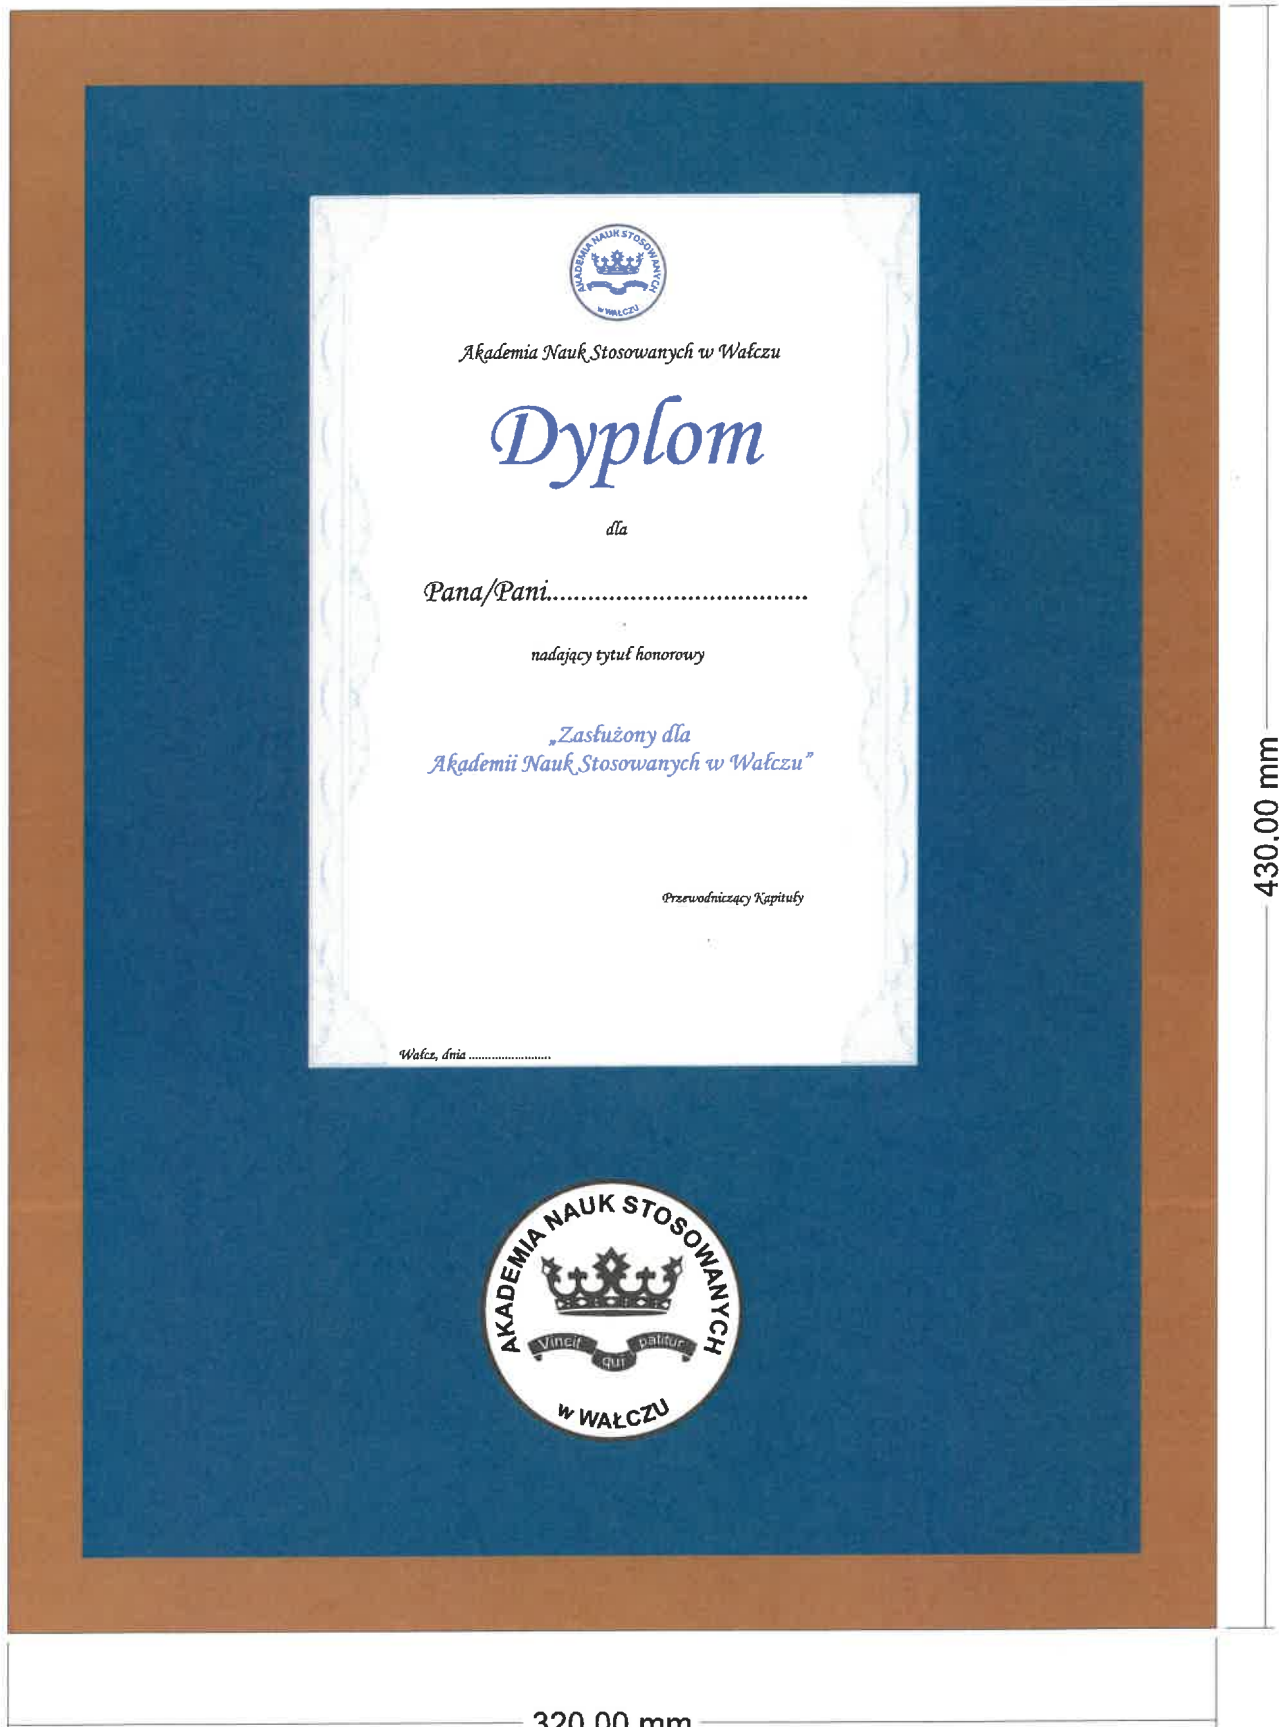 AKADEMIA NAUK STOSOWANYCH
w WAŁCZU
Akademia Nauk Stosowanych w Wałczu
Dyplom
dla
Pana/Pani.....................................
nadający tytuł honorowy
„Zasłużony dla
Akademii Nauk Stosowanych w Wałczu”
Przewodniczący Kapituły
Wałcz, dnia .........................
AKADEMIA NAUK STOSOWANYCH
Vincit qui patitur
w WAŁCZU
430,00 mm
320,00 mm